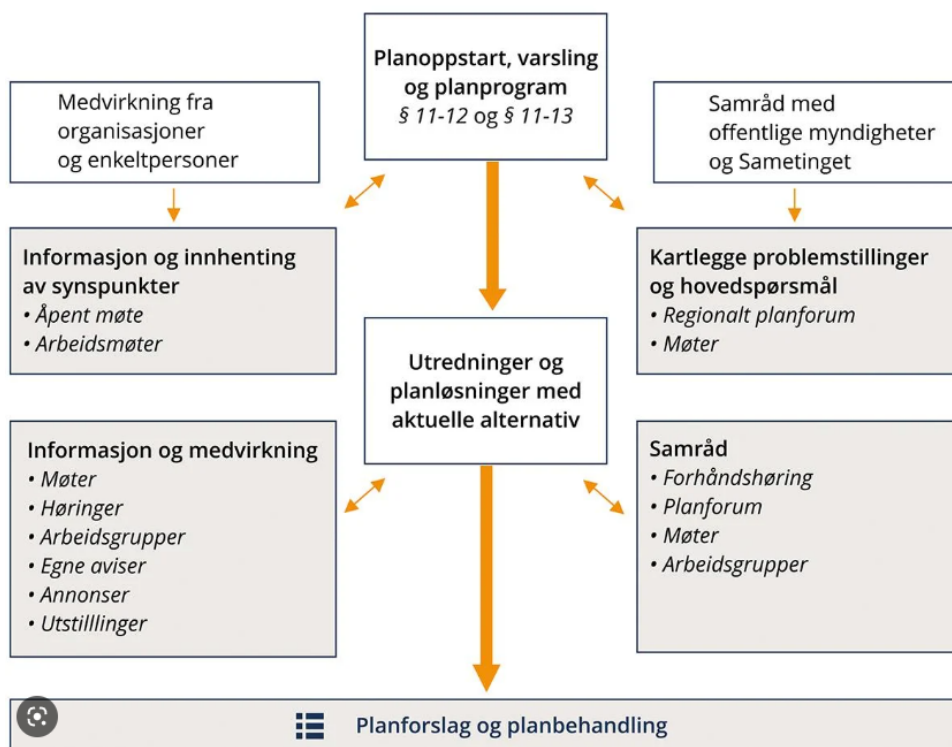 Planoppstart, varsling
og planprogram
§ 11-12 og § 11-13
Medvirkning fra
organisasjoner
og enkeltpersoner
Samråd med
offentlige myndigheter
og Sametinget
Informasjon og innhenting
av synspunkter
• Åpent møte
• Arbeidsmøter
Kartlegge problemstillinger
og hovedspørsmål
• Regionalt planforum
• Møter
Utredninger og
planløsninger med
aktuelle alternativ
Informasjon og medvirkning
• Møter
• Høringer
• Arbeidsgrupper
• Egne aviser
• Annonser
• Utstilllinger
Samråd
• Forhåndshøring
• Planforum
• Møter
• Arbeidsgrupper
Planforslag og planbehandling